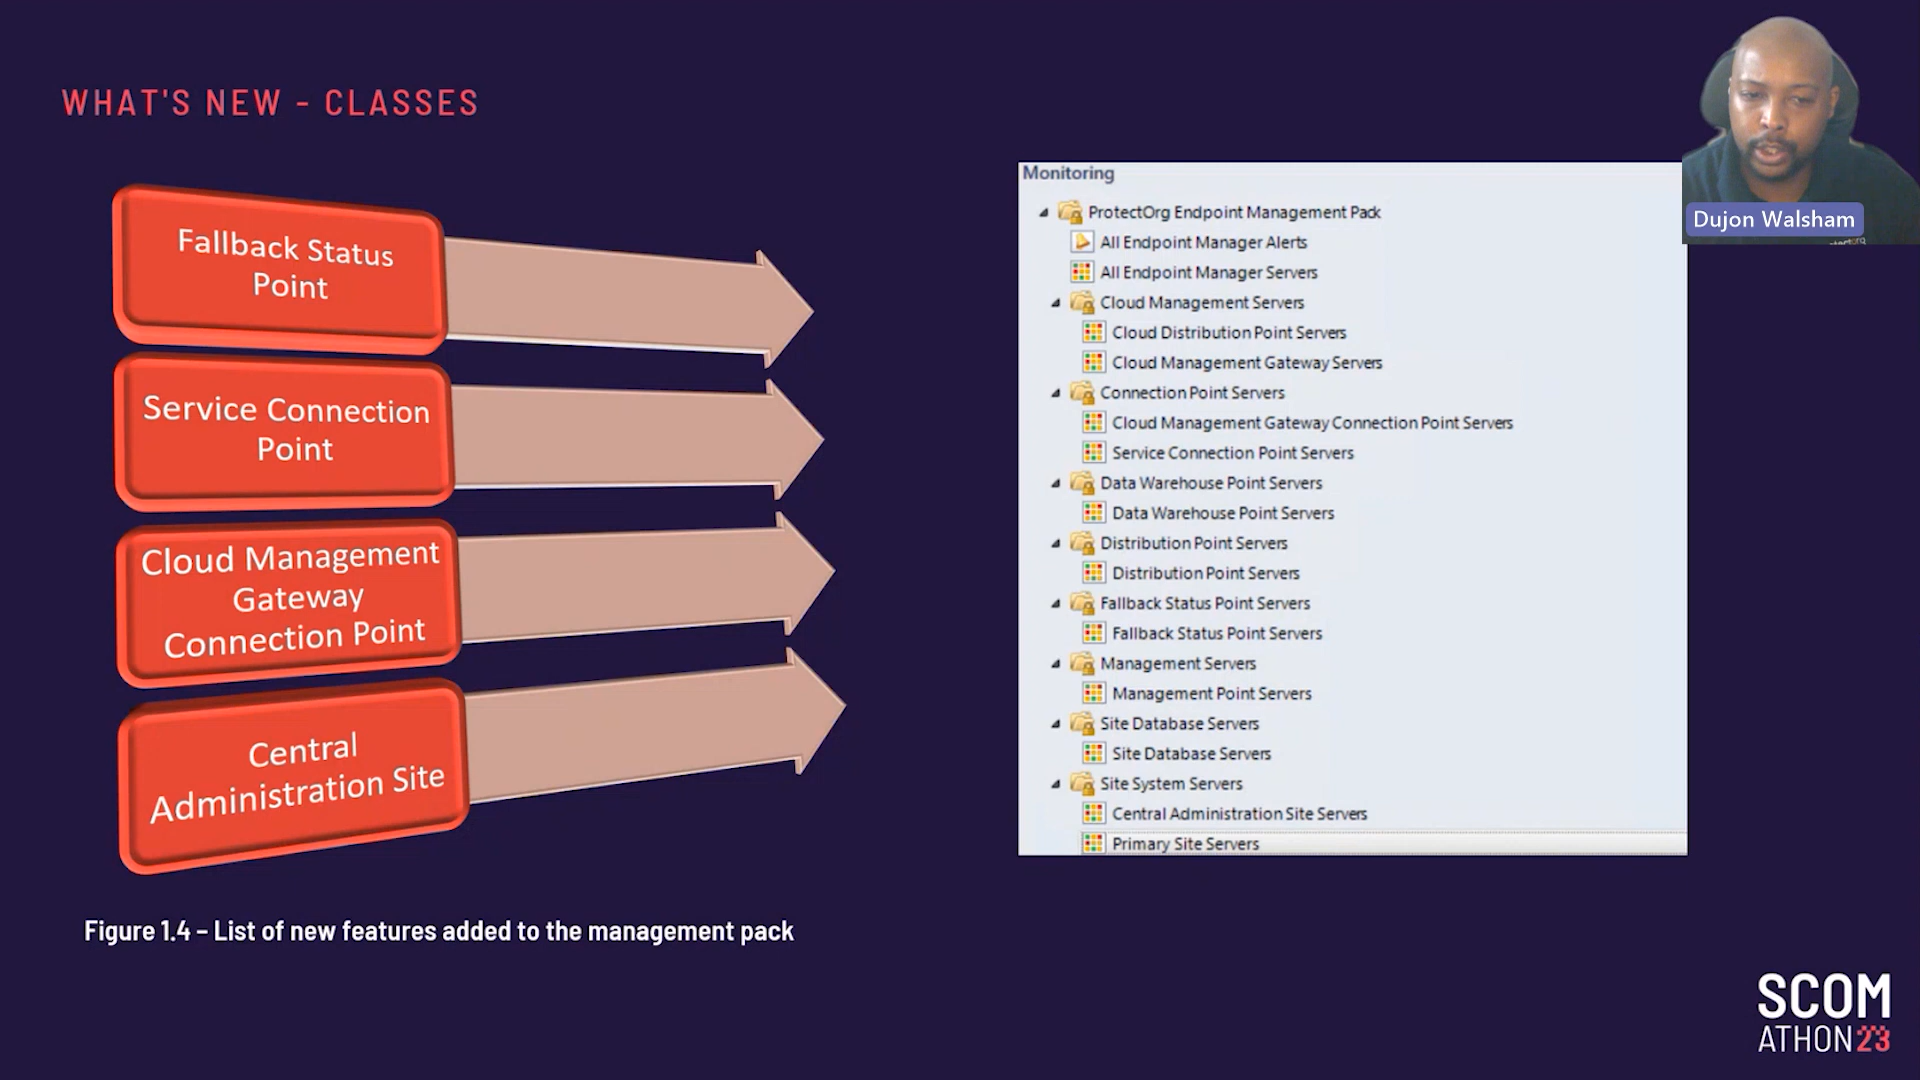 WHAT'S NEW - CLASSES
Fallback Status
Point
Service Connection
Point
Cloud Management
Gateway
Connection Point
Central
Administration Site
Figure 1.4 – List of new features added to the management pack
Monitoring
ProtectOrg Endpoint Management Pack
All Endpoint Manager Alerts
All Endpoint Manager Servers
Cloud Management Servers
Cloud Distribution Point Servers
Cloud Management Gateway Servers
Connection Point Servers
Cloud Management Gateway Connection Point Servers
Service Connection Point Servers
Data Warehouse Point Servers
Data Warehouse Point Servers
Distribution Point Servers
Distribution Point Servers
Fallback Status Point Servers
Fallback Status Point Servers
Management Servers
Management Point Servers
Site Database Servers
Site Database Servers
Site System Servers
Central Administration Site Servers
Primary Site Servers
Dujon Walsham
SCOM
ATHON23